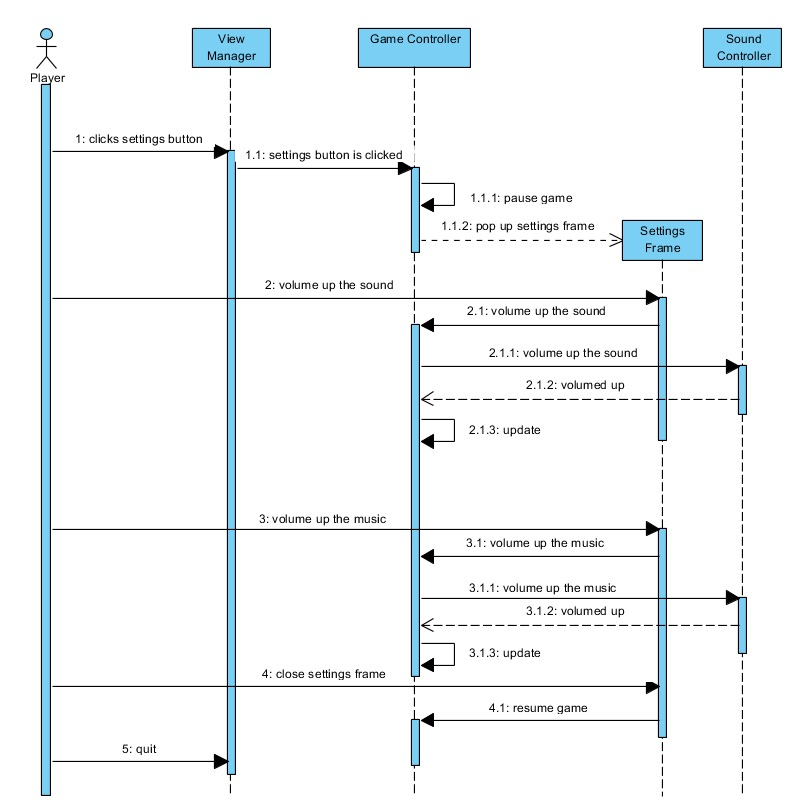 View
Manager
Game Controller
Sound
Controller
Player
1: clicks settings button
1.1: settings button is clicked
1.1.1: pause game
1.1.2: pop up settings frame
Settings
Frame
2: volume up the sound
2.1: volume up the sound
2.1.1: volume up the sound
2.1.2: volumed up
2.1.3: update
3: volume up the music
3.1: volume up the music
3.1.1: volume up the music
3.1.2: volumed up
3.1.3: update
4: close settings frame
4.1: resume game
5: quit